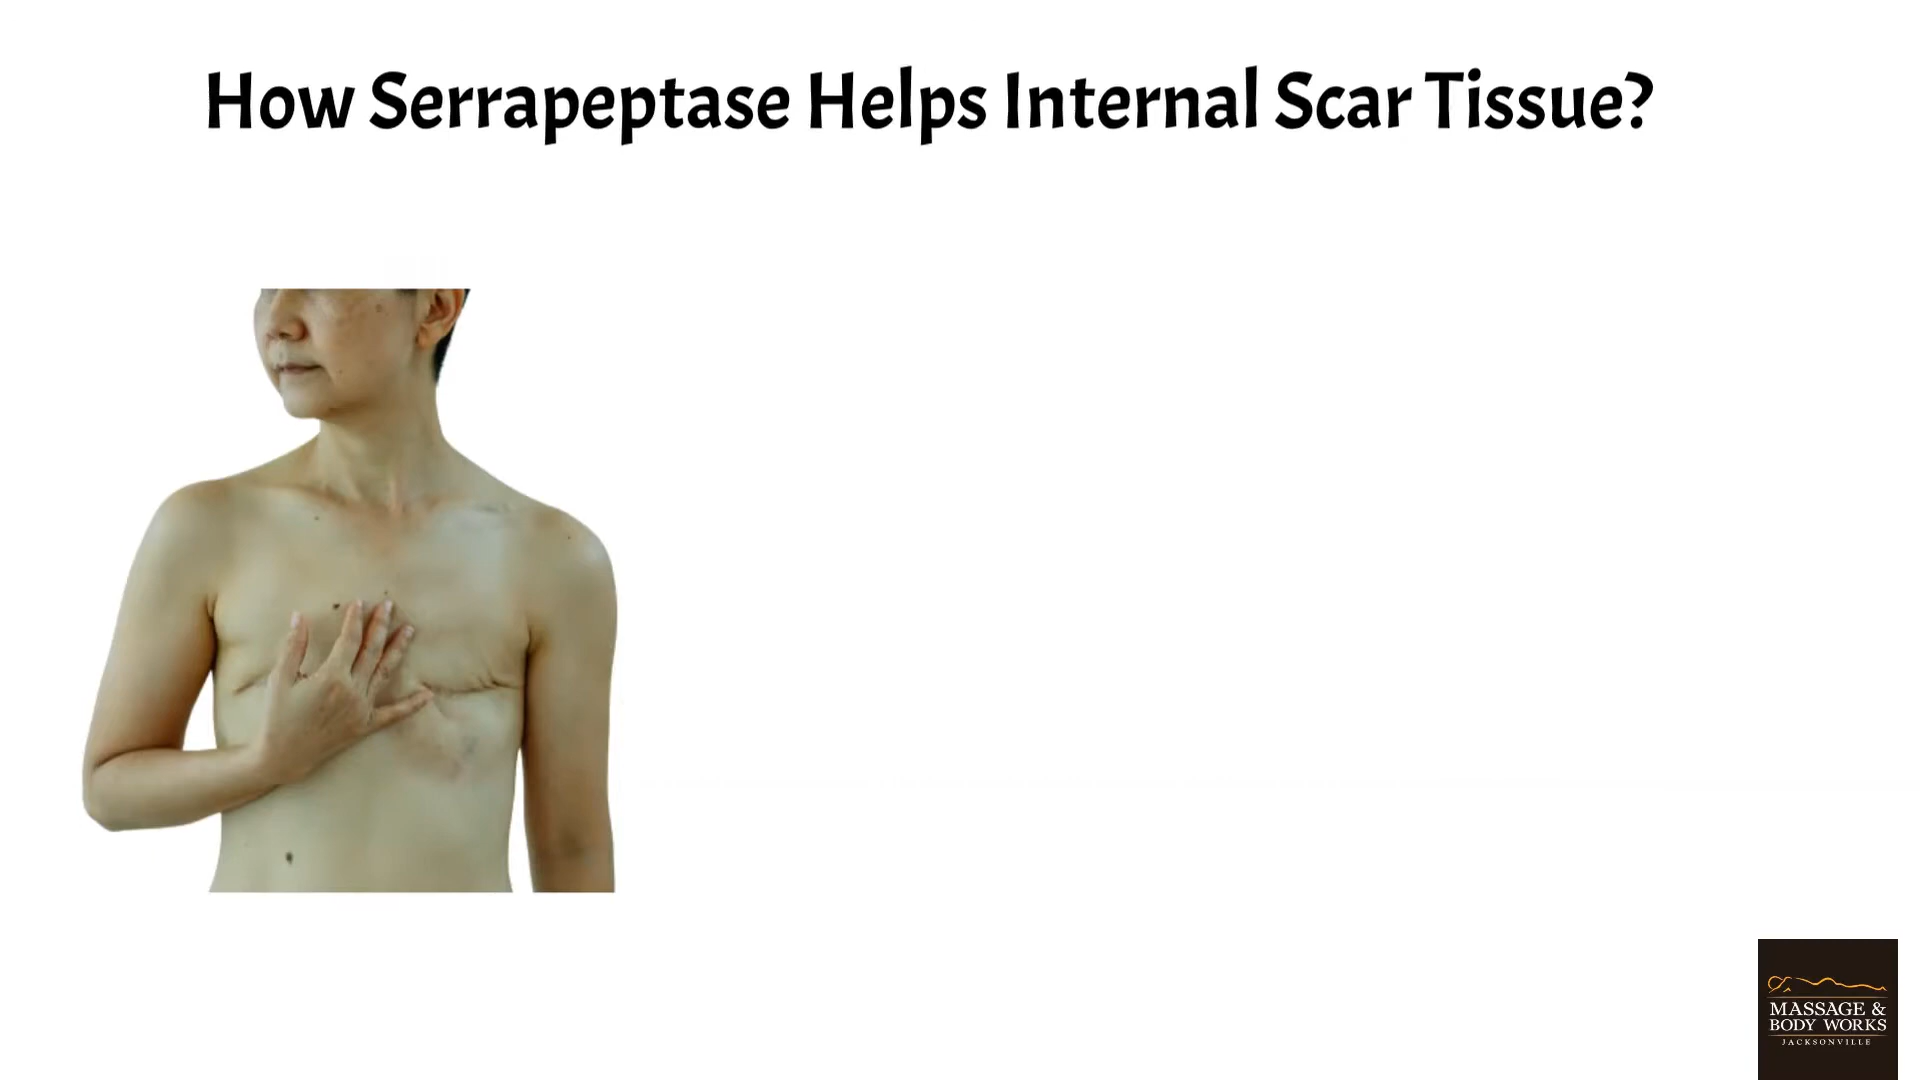 How Serrapeptase Helps Internal Scar Tissue?
MASSAGE &
BODY WORKS
JACKSONVILLE